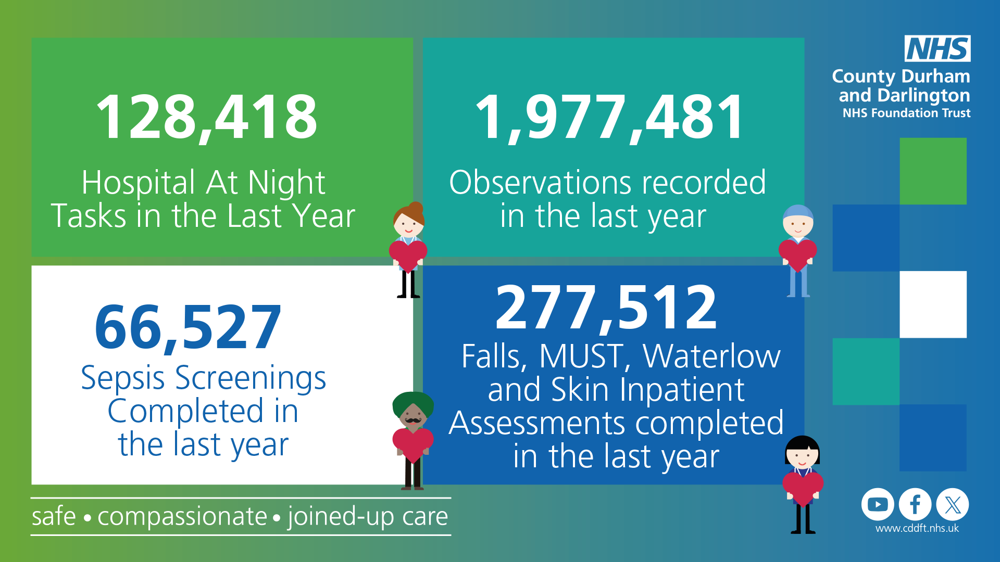 128,418
Hospital At Night
Tasks in the Last Year
1,977,481
Observations recorded
in the last year
66,527
Sepsis Screenings
Completed in
the last year
277,512
Falls, MUST, Waterlow
and Skin Inpatient
Assessments completed
in the last year
NHS
County Durham
and Darlington
NHS Foundation Trust
safe • compassionate • joined-up care
www.cddft.nhs.uk